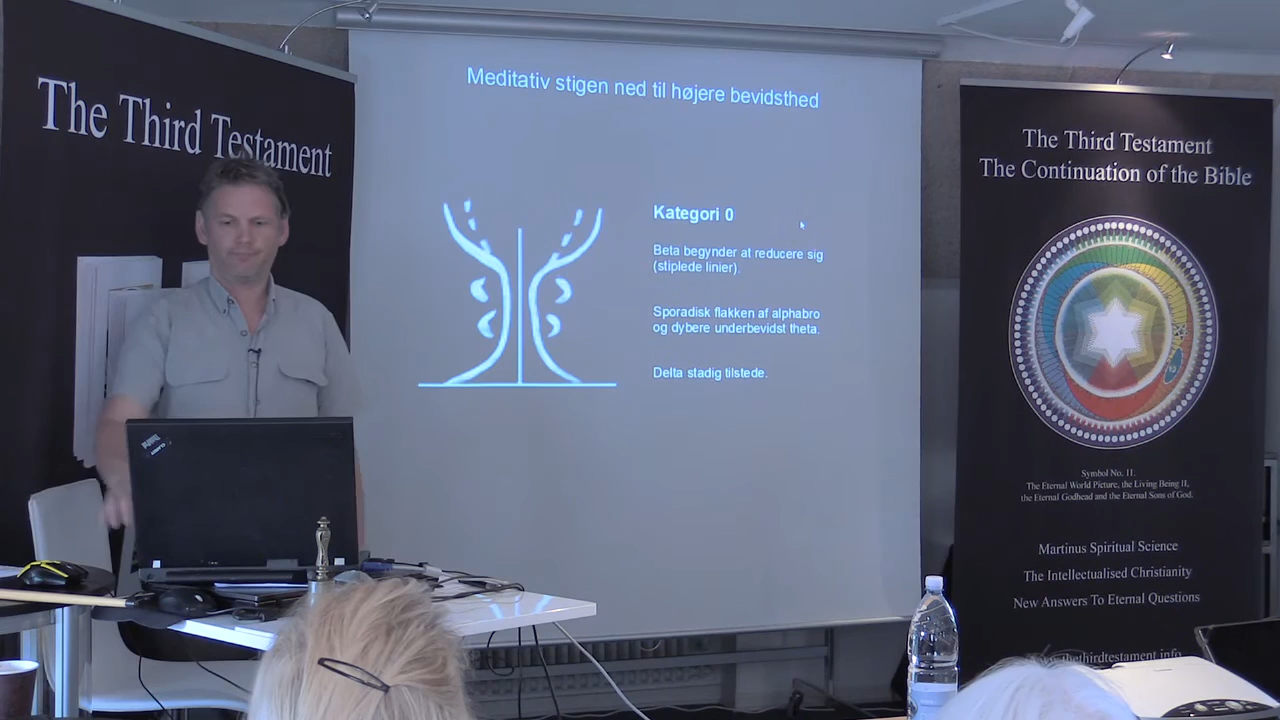 The Third Testament
Meditativ stigen ned til højere bevidsthed
Kategori 0
Beta begynder at reducere sig
(stiplede linier).
Sporadisk flakken af alphabro
og dybere underbevidst theta.
Delta stadig tilstede.
The Third Testament
The Continuation of the Bible
Symbol No. 11.
The Eternal World Picture, the Living Being II,
the Eternal Godhead and the Eternal Sons of God.
Martinus Spiritual Science
The Intellectualised Christianity
New Answers To Eternal Questions
www.thethirdtestament.info